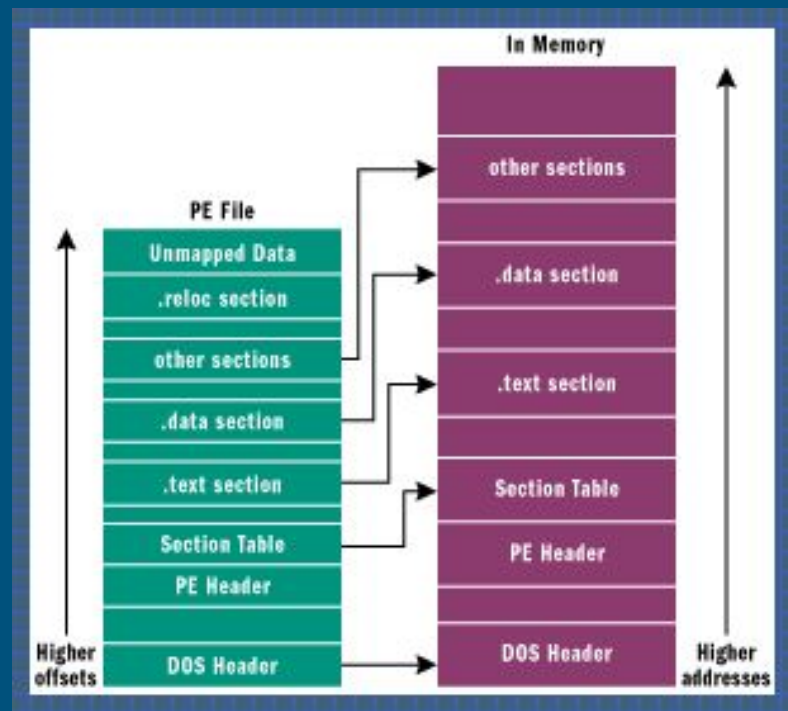 In Memory
other sections
.data section
.text section
Section Table
PE Header
DOS Header
Higher
addresses
PE File
Unmapped Data
.reloc section
other sections
.data section
.text section
Section Table
PE Header
DOS Header
Higher
offsets